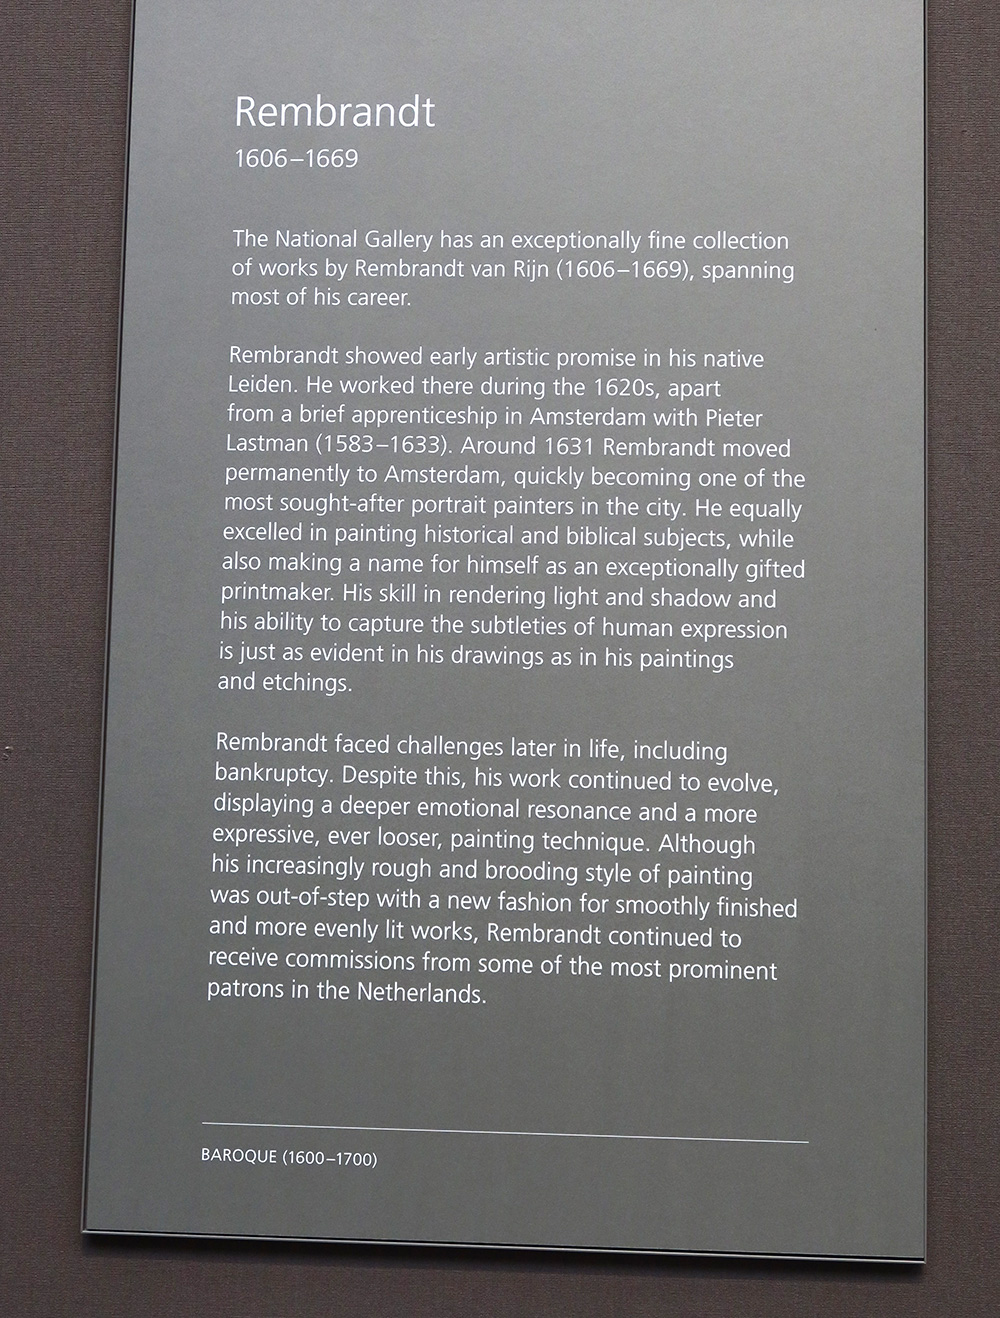 Rembrandt
1606–1669
The National Gallery has an exceptionally fine collection
of works by Rembrandt van Rijn (1606–1669), spanning
most of his career.
Rembrandt showed early artistic promise in his native
Leiden. He worked there during the 1620s, apart
from a brief apprenticeship in Amsterdam with Pieter
Lastman (1583–1633). Around 1631 Rembrandt moved
permanently to Amsterdam, quickly becoming one of the
most sought-after portrait painters in the city. He equally
excelled in painting historical and biblical subjects, while
also making a name for himself as an exceptionally gifted
printmaker. His skill in rendering light and shadow and
his ability to capture the subtleties of human expression
is just as evident in his drawings as in his paintings
and etchings.
Rembrandt faced challenges later in life, including
bankruptcy. Despite this, his work continued to evolve,
displaying a deeper emotional resonance and a more
expressive, ever looser, painting technique. Although
his increasingly rough and brooding style of painting
was out-of-step with a new fashion for smoothly finished
and more evenly lit works, Rembrandt continued to
receive commissions from some of the most prominent
patrons in the Netherlands.
BAROQUE (1600–1700)